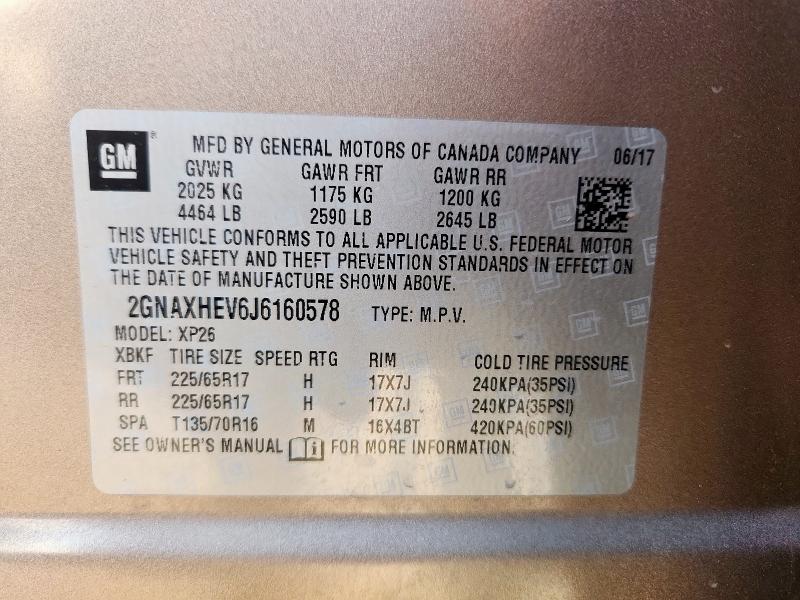 GM
MFD BY GENERAL MOTORS OF CANADA COMPANY 06/17
GVWR GAWR FRT GAWR RR
2025 KG 1175 KG 1200 KG
4464 LB 2590 LB 2645 LB
THIS VEHICLE CONFORMS TO ALL APPLICABLE U.S. FEDERAL MOTOR
VEHICLE SAFETY AND THEFT PREVENTION STANDARDS IN EFFECT ON
THE DATE OF MANUFACTURE SHOWN ABOVE.
2GNAXHEV6J6160578 TYPE: M.P.V.
MODEL: XP26
XBKF TIRE SIZE SPEED RTG RIM COLD TIRE PRESSURE
FRT 225/65R17 H 17X7J 240KPA(35PSI)
RR 225/65R17 H 17X7J 240KPA(35PSI)
SPA T135/70R16 M 16X4BT 420KPA(60PSI)
SEE OWNER'S MANUAL i FOR MORE INFORMATION.